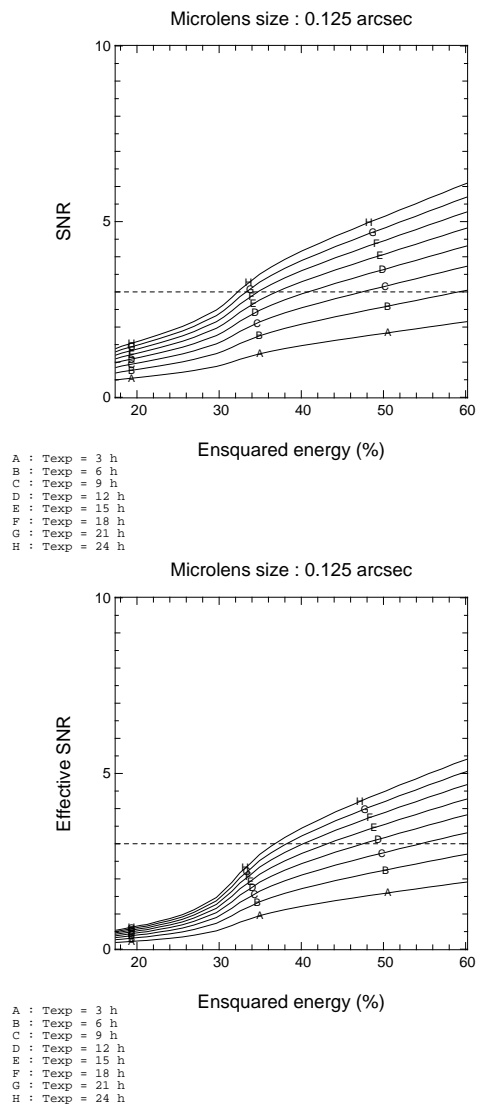 Microlens size : 0.125 arcsec
10
5
0
SNR
20 30 40 50 60
Ensquared energy (%)
A : Texp = 3 h
B : Texp = 6 h
C : Texp = 9 h
D : Texp = 12 h
E : Texp = 15 h
F : Texp = 18 h
G : Texp = 21 h
H : Texp = 24 h
Microlens size : 0.125 arcsec
10
5
0
Effective SNR
20 30 40 50 60
Ensquared energy (%)
A : Texp = 3 h
B : Texp = 6 h
C : Texp = 9 h
D : Texp = 12 h
E : Texp = 15 h
F : Texp = 18 h
G : Texp = 21 h
H : Texp = 24 h